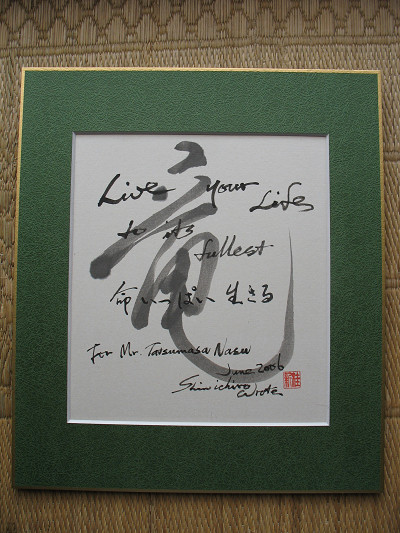 竜
Live your Life
to its
fullest
命いっぱい生きる
For Mr. Tatsumasa Nasu
June 2006
Shinichiro
wrote